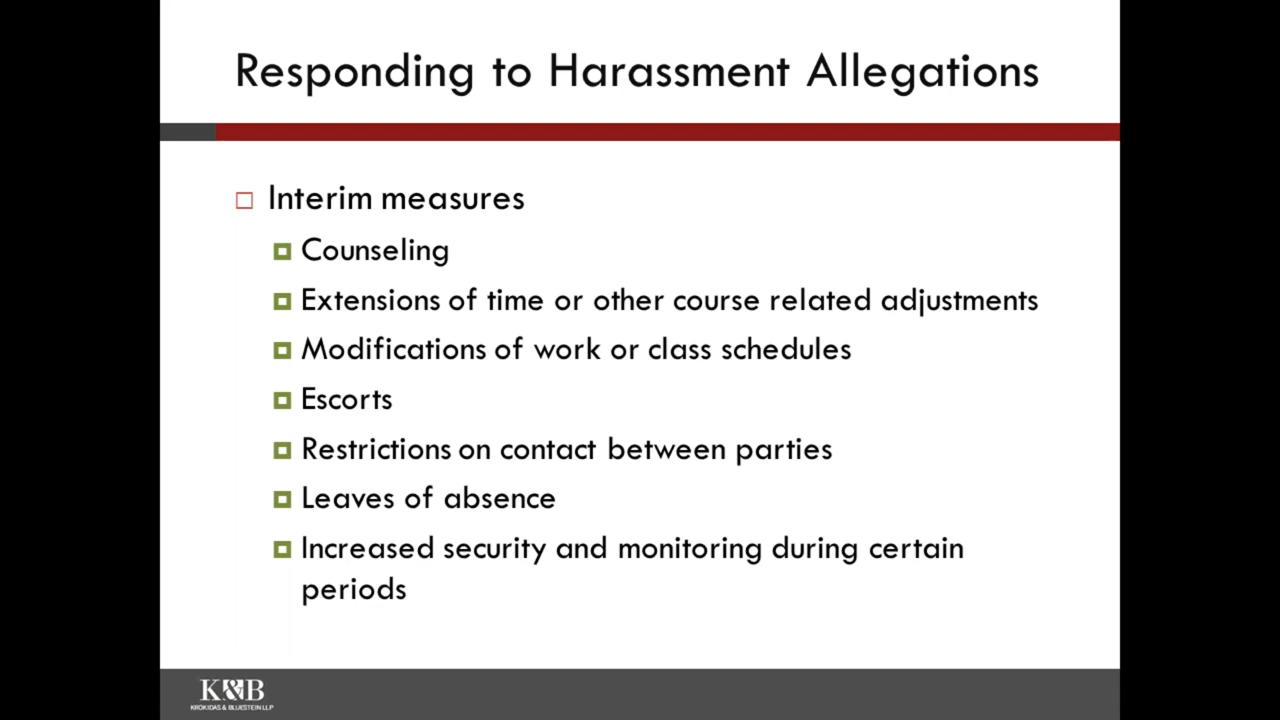 Responding to Harassment Allegations
Interim measures
Counseling
Extensions of time or other course related adjustments
Modifications of work or class schedules
Escorts
Restrictions on contact between parties
Leaves of absence
Increased security and monitoring during certain
periods
K&B
KROKIDAS & BLUESTEIN LLP